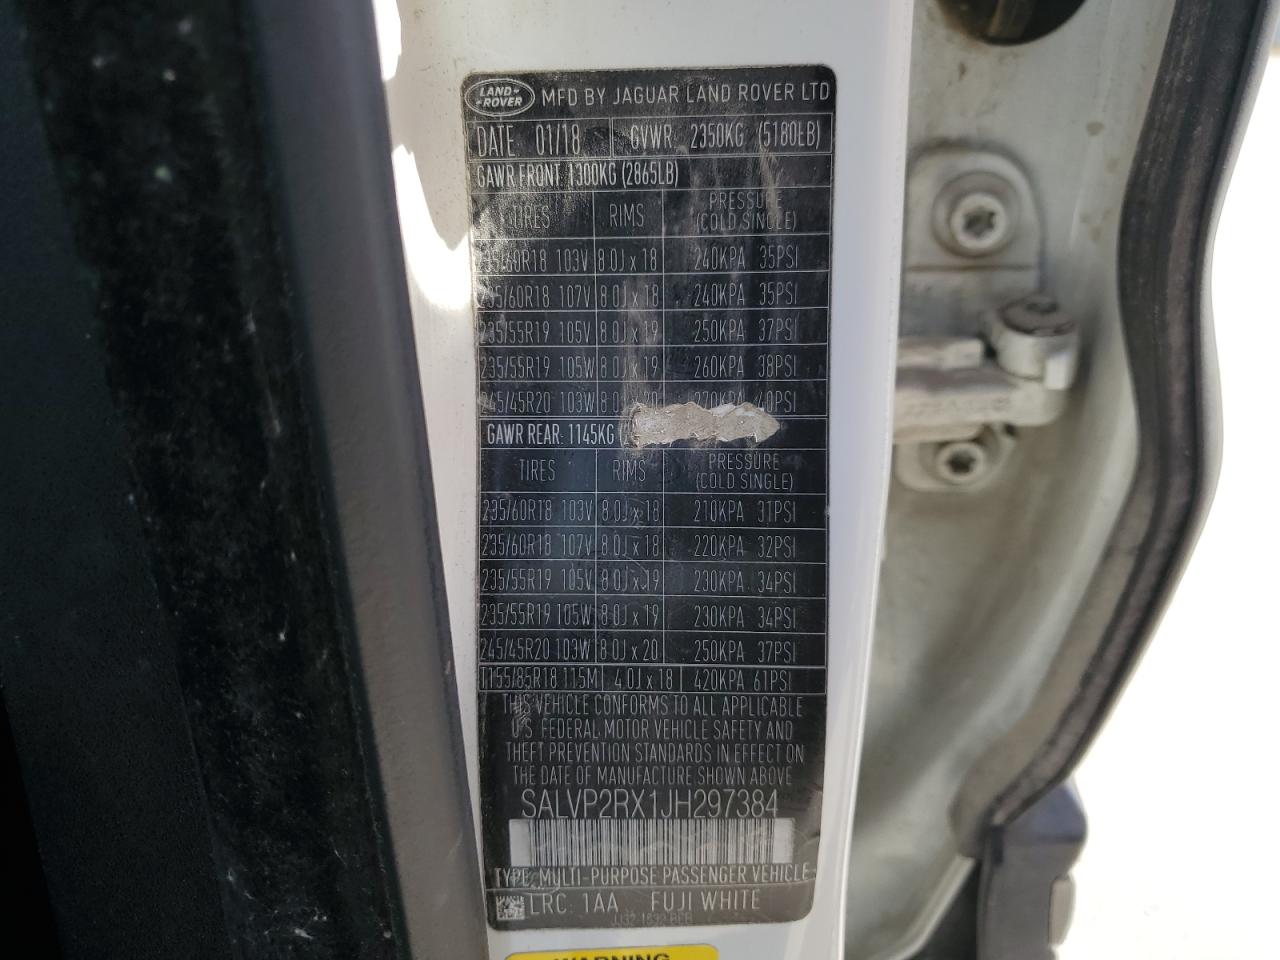 LAND ROVER MFD BY JAGUAR LAND ROVER LTD
DATE 01/18 GVWR 2350KG (5180LB)
GAWR FRONT 1300KG (2865LB)
TIRES RIMS PRESSURE (COLD SINGLE)
235/60R18 103V 8.0J x 18 240KPA 35PSI
235/60R18 107V 8.0J x 18 240KPA 35PSI
235/55R19 105V 8.0J x 19 250KPA 37PSI
235/55R19 105W 8.0J x 19 260KPA 38PSI
245/45R20 103W 8.0J x 20 270KPA 40PSI
GAWR REAR: 1145KG
TIRES RIMS PRESSURE (COLD SINGLE)
235/60R18 103V 8.0J x 18 210KPA 31PSI
235/60R18 107V 8.0J x 18 220KPA 32PSI
235/55R19 105V 8.0J x 19 230KPA 34PSI
235/55R19 105W 8.0J x 19 230KPA 34PSI
245/45R20 103W 8.0J x 20 250KPA 37PSI
T155/85R18 115M 4.0J x 18 420KPA 61PSI
THIS VEHICLE CONFORMS TO ALL APPLICABLE
U.S. FEDERAL MOTOR VEHICLE SAFETY AND
THEFT PREVENTION STANDARDS IN EFFECT ON
THE DATE OF MANUFACTURE SHOWN ABOVE
SALVP2RX1JH297384
TYPE: MULTI-PURPOSE PASSENGER VEHICLE
LRC: 1AA FUJI WHITE
WARNING